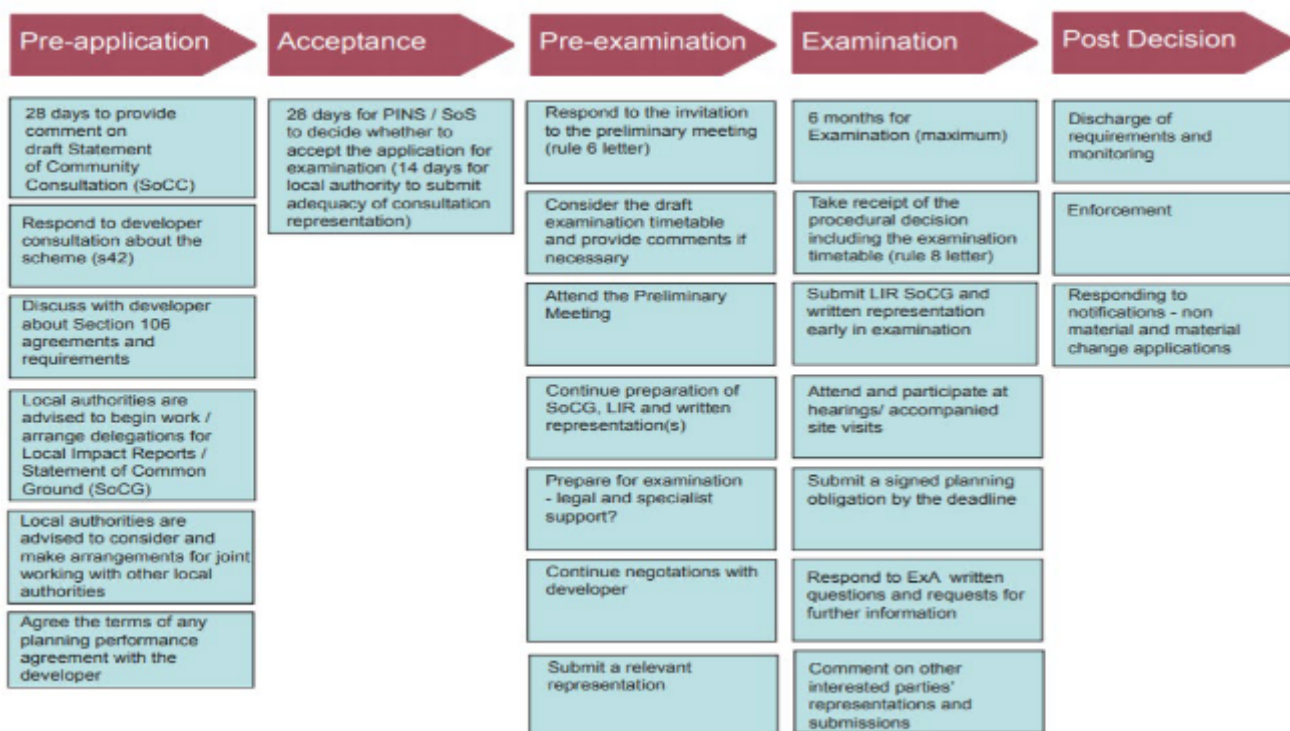 Pre-application
Acceptance
Pre-examination
Examination
Post Decision
28 days to provide
comment on
draft Statement
of Community
Consultation (SoCC)
Respond to developer
consultation about the
scheme (s42)
Discuss with developer
about Section 106
agreements and
requirements
Local authorities are
advised to begin work /
arrange delegations for
Local Impact Reports /
Statement of Common
Ground (SoCG)
Local authorities are
advised to consider and
make arrangements for joint
working with other local
authorities
Agree the terms of any
planning performance
agreement with the
developer
28 days for PINS / SoS
to decide whether to
accept the application for
examination (14 days for
local authority to submit
adequacy of consultation
representation)
Respond to the invitation
to the preliminary meeting
(rule 6 letter)
Consider the draft
examination timetable
and provide comments if
necessary
Attend the Preliminary
Meeting
Continue preparation of
SoCG, LIR and written
representation(s)
Prepare for examination
- legal and specialist
support?
Continue negotations with
developer
Submit a relevant
representation
6 months for
Examination (maximum)
Take receipt of the
procedural decision
including the examination
timetable (rule 8 letter)
Submit LIR SoCG and
written representation
early in examination
Attend and participate at
hearings/ accompanied
site visits
Submit a signed planning
obligation by the deadline
Respond to ExA written
questions and requests for
further information
Comment on other
interested parties'
representations and
submissions
Discharge of
requirements and
monitoring
Enforcement
Responding to
notifications - non
material and material
change applications